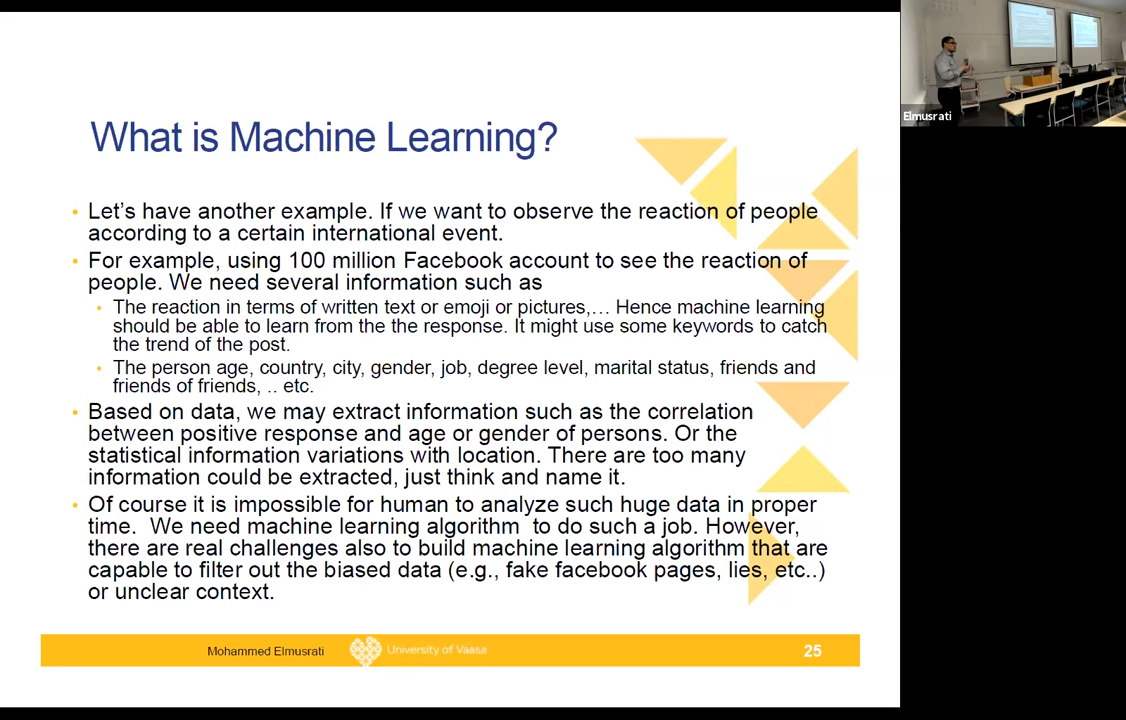 What is Machine Learning?
• Let's have another example. If we want to observe the reaction of people
according to a certain international event.
• For example, using 100 million Facebook account to see the reaction of
people. We need several information such as
• The reaction in terms of written text or emoji or pictures,… Hence machine learning
should be able to learn from the the response. It might use some keywords to catch
the trend of the post.
• The person age, country, city, gender, job, degree level, marital status, friends and
friends of friends, .. etc.
• Based on data, we may extract information such as the correlation
between positive response and age or gender of persons. Or the
statistical information variations with location. There are too many
information could be extracted, just think and name it.
• Of course it is impossible for human to analyze such huge data in proper
time.  We need machine learning algorithm  to do such a job. However,
there are real challenges also to build machine learning algorithm that are
capable to filter out the biased data (e.g., fake facebook pages, lies, etc..)
or unclear context.
Mohammed Elmusrati
University of Vaasa
25
Elmusrati